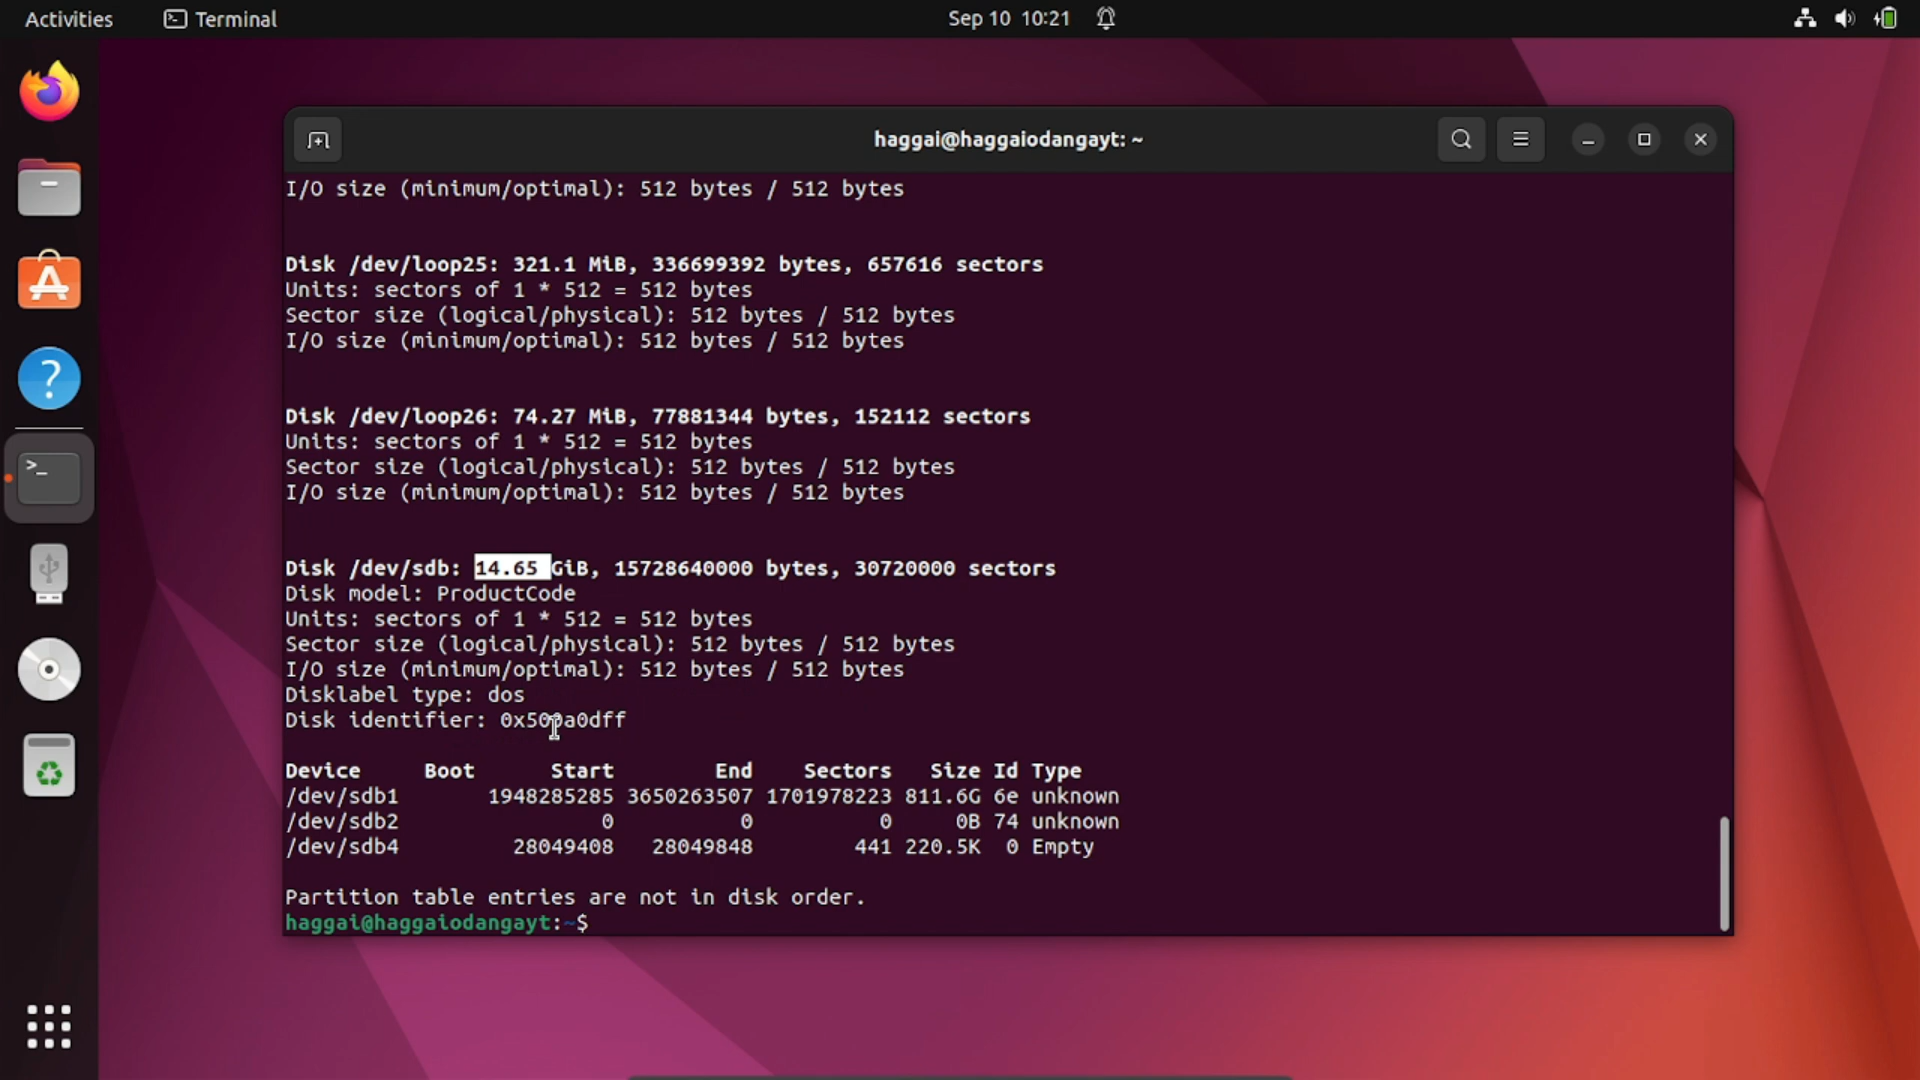 Activities
Terminal
Sep 10 10:21
haggai@haggaiodangayt: ~
I/O size (minimum/optimal): 512 bytes / 512 bytes
Disk /dev/loop25: 321.1 MiB, 336699392 bytes, 657616 sectors
Units: sectors of 1 * 512 = 512 bytes
Sector size (logical/physical): 512 bytes / 512 bytes
I/O size (minimum/optimal): 512 bytes / 512 bytes
Disk /dev/loop26: 74.27 MiB, 77881344 bytes, 152112 sectors
Units: sectors of 1 * 512 = 512 bytes
Sector size (logical/physical): 512 bytes / 512 bytes
I/O size (minimum/optimal): 512 bytes / 512 bytes
Disk /dev/sdb: 14.65 GiB, 15728640000 bytes, 30720000 sectors
Disk model: ProductCode
Units: sectors of 1 * 512 = 512 bytes
Sector size (logical/physical): 512 bytes / 512 bytes
I/O size (minimum/optimal): 512 bytes / 512 bytes
Disklabel type: dos
Disk identifier:
Device Boot Start End Sectors Size Id Type
/dev/sdb1 1948285285 3650263507 1701978223 811.6G 6e unknown
/dev/sdb2 0 0 0 0B 74 unknown
/dev/sdb4 28049408 28049848 441 220.5K 0 Empty
Partition table entries are not in disk order.
haggai@haggaiodangayt:~$